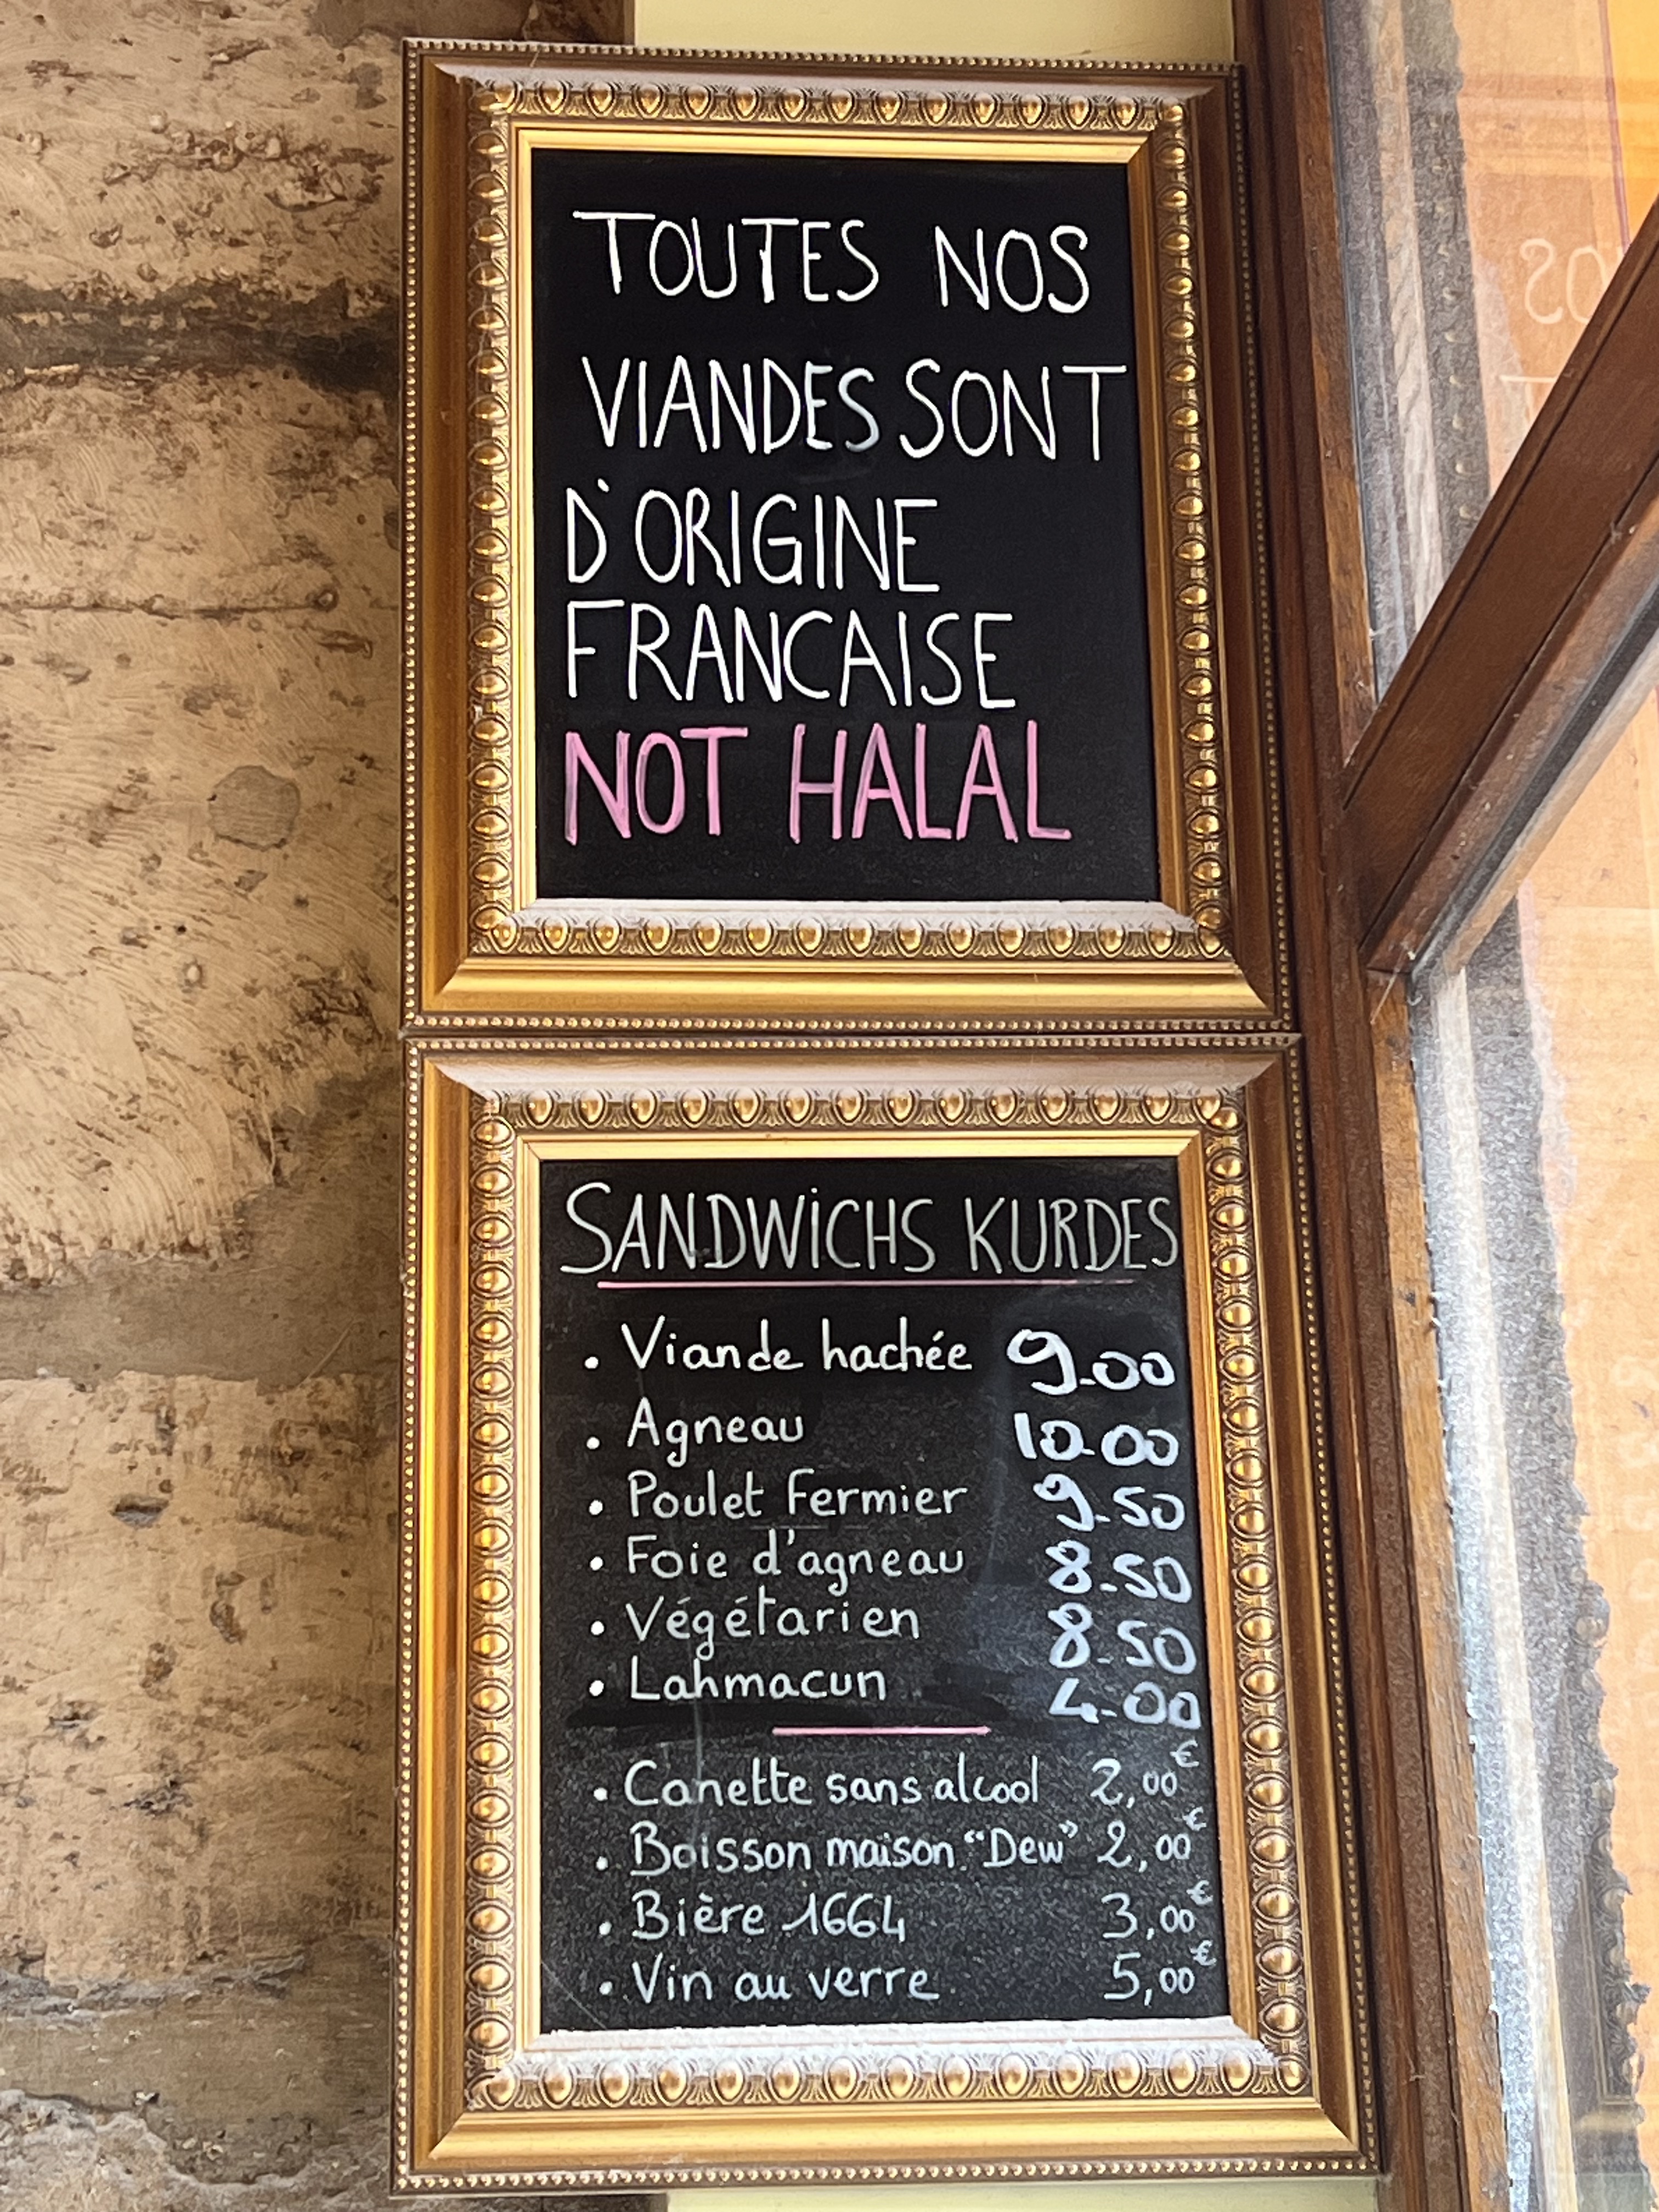 TOUTES NOS
VIANDES SONT
D'ORIGINE
FRANCAISE
NOT HALAL
SANDWICHS KURDES
• Viande hachée 9.00
• Agneau 10.00
• Poulet Fermier 9.50
• Foie d'agneau 8.50
• Végétarien 8.50
• Lahmacun 4.00
• Canette sans alcool 2,00€
• Boisson maison "Dew" 2,00€
• Bière 1664 3,00€
• Vin au verre 5,00€